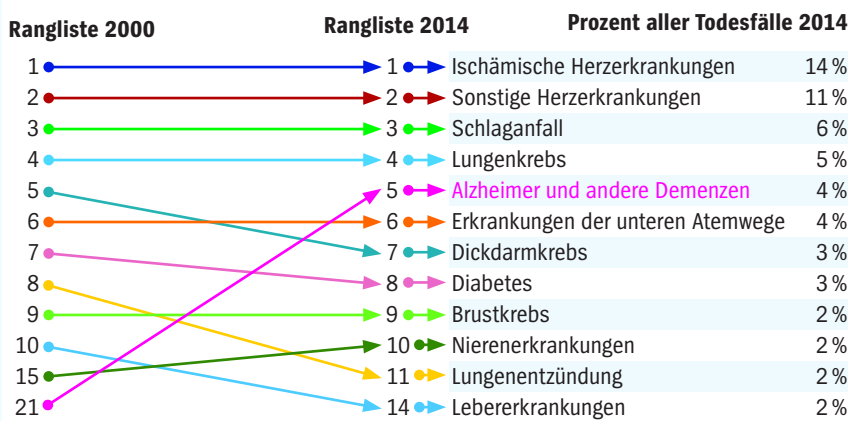 Rangliste 2000 Rangliste 2014 Prozent aller Todesfälle 2014
1 1 Ischämische Herzerkrankungen 14 %
2 2 Sonstige Herzerkrankungen 11 %
3 3 Schlaganfall 6 %
4 4 Lungenkrebs 5 %
5 5 Alzheimer und andere Demenzen 4 %
6 6 Erkrankungen der unteren Atemwege 4 %
7 7 Dickdarmkrebs 3 %
8 8 Diabetes 3 %
9 9 Brustkrebs 2 %
10 10 Nierenerkrankungen 2 %
15 11 Lungenentzündung 2 %
21 14 Lebererkrankungen 2 %